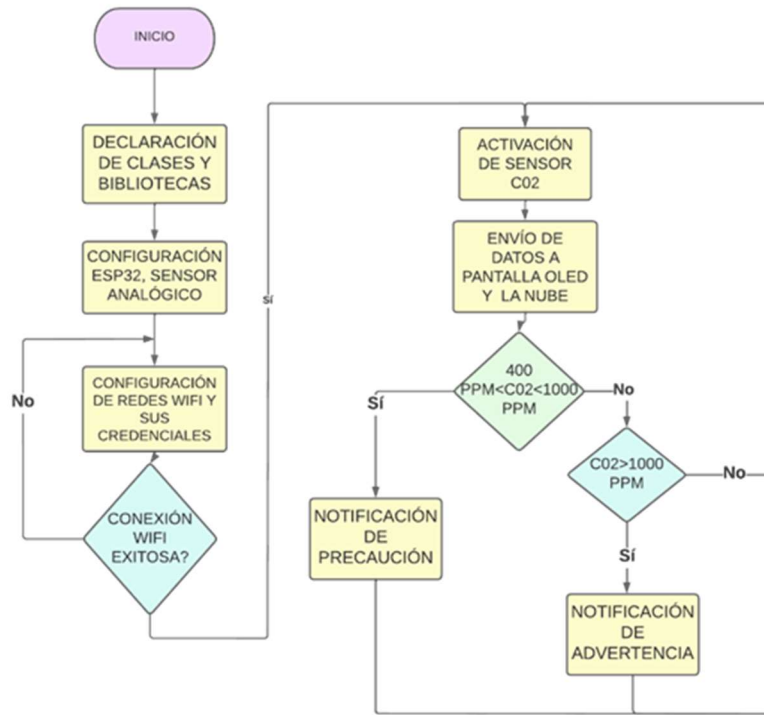 INICIO
DECLARACIÓN
DE CLASES Y
BIBLIOTECAS
CONFIGURACIÓN
ESP32, SENSOR
ANALÓGICO
No
CONFIGURACIÓN
DE REDES WIFI Y
SUS
CREDENCIALES
CONEXIÓN
WIFI
EXITOSA?
sí
ACTIVACIÓN
DE SENSOR
C02
ENVÍO DE
DATOS A
PANTALLA OLED
Y LA NUBE
400
PPM<C02<1000
PPM
Sí
No
NOTIFICACIÓN
DE
PRECAUCIÓN
C02>1000
PPM
No
Sí
NOTIFICACIÓN
DE
ADVERTENCIA